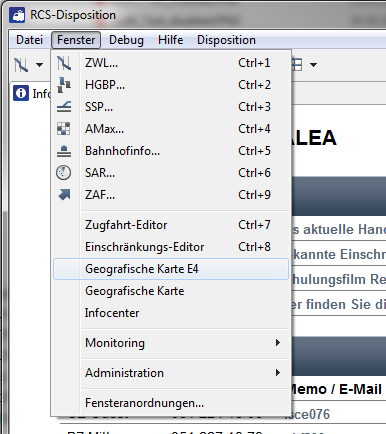 RCS-Disposition
Datei Fenster Debug Hilfe Disposition
ZWL... Ctrl+1
HGBP... Ctrl+2
SSP... Ctrl+3
AMax... Ctrl+4
Bahnhofinfo... Ctrl+5
SAR... Ctrl+6
ZAF... Ctrl+9
Zugfahrt-Editor Ctrl+7
Einschränkungs-Editor Ctrl+8
Geografische Karte E4
Geografische Karte
Infocenter
Monitoring
Administration
Fensteranordnungen...
Info
ALEA
s aktuelle Hand
kannte Einschr
hulungsfilm Re
er finden Sie di
Memo / E-Mail